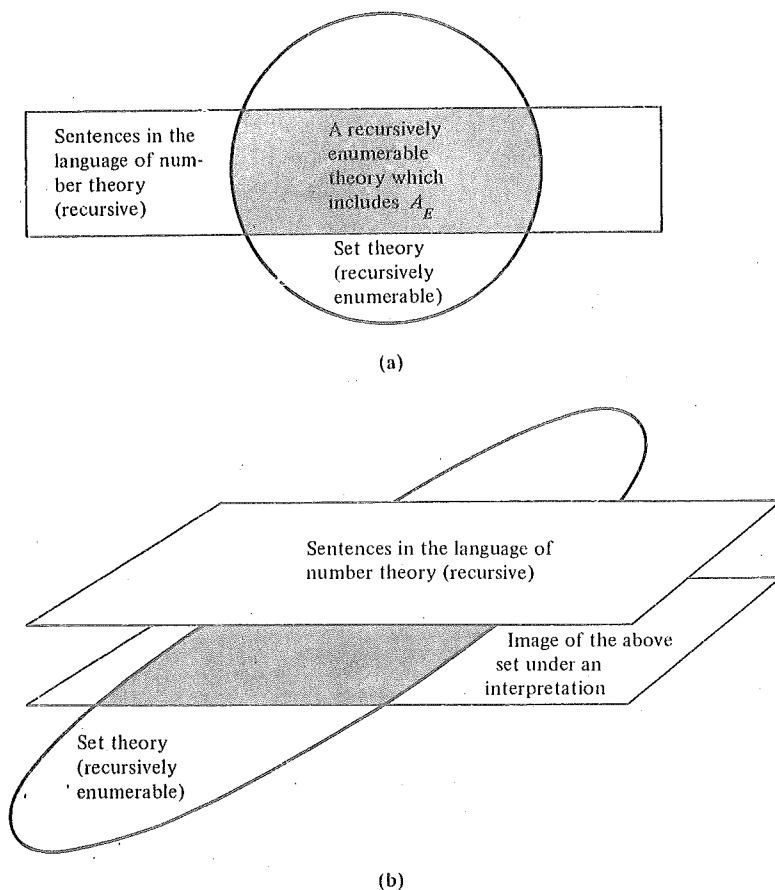 Sentences in the
language of num-
ber theory
(recursive)
A recursively
enumerable
theory which
includes A_E
Set theory
(recursively
enumerable)
(a)
Sentences in the language of
number theory (recursive)
Image of the above
set under an
interpretation
Set theory
(recursively
enumerable)
(b)